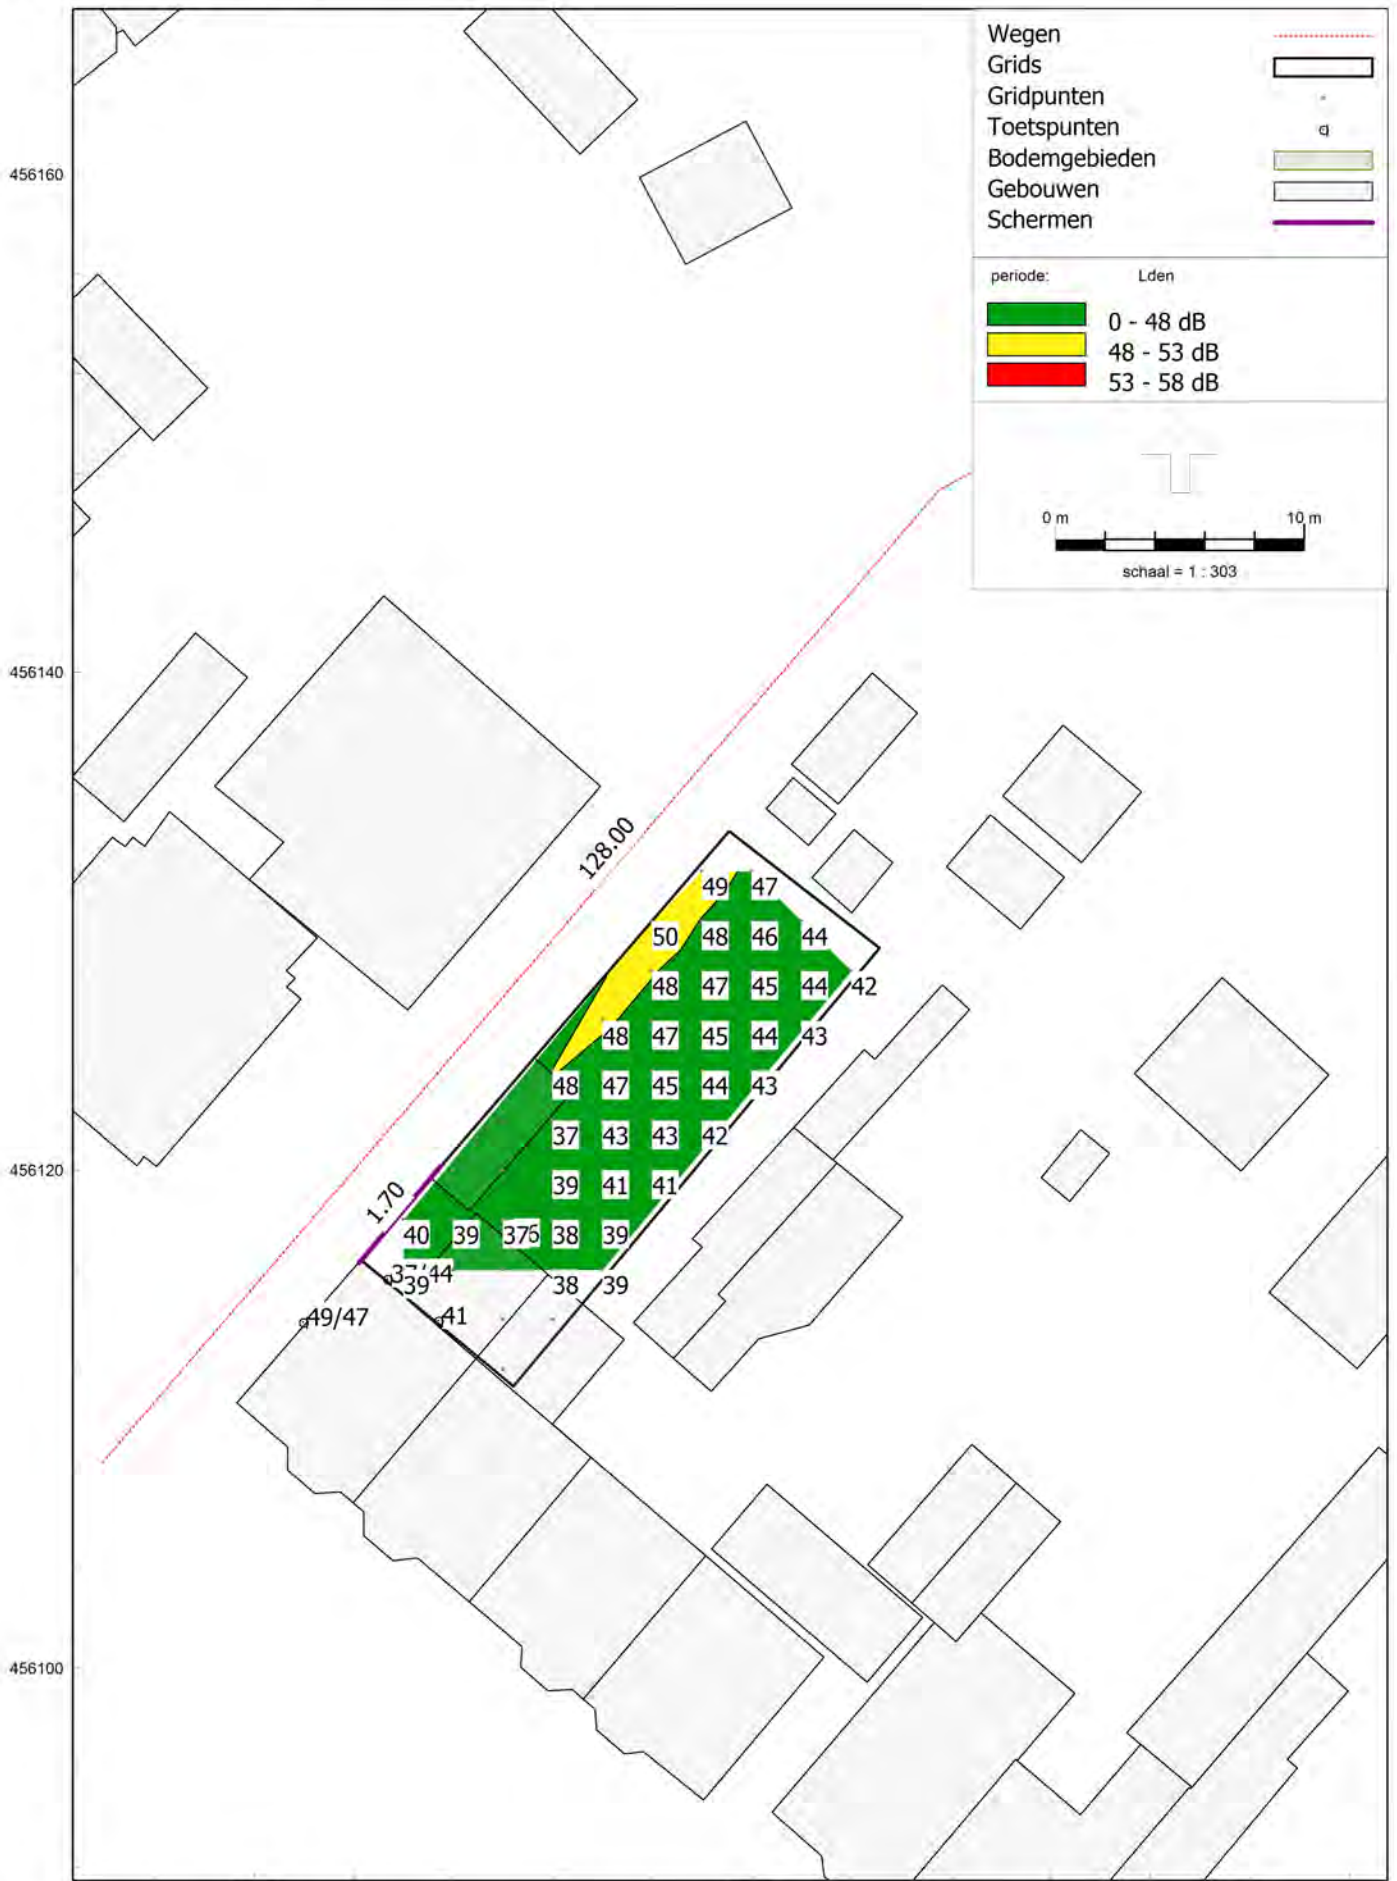 Wegen
Grids
Gridpunten
Toetspunten
Bodemgebieden
Gebouwen
Schermen
periode: Lden
0 - 48 dB
48 - 53 dB
53 - 58 dB
0 m 10 m
schaal = 1 : 303
456160
456140
128.00
49 47
50 48 46 44
48 47 45 44 42
48 47 45 44 43
48 47 45 44 43
37 43 43 42
456120
39 41 41
1.70
40 39 37 38 39
39 38 39
49/47 41
456100